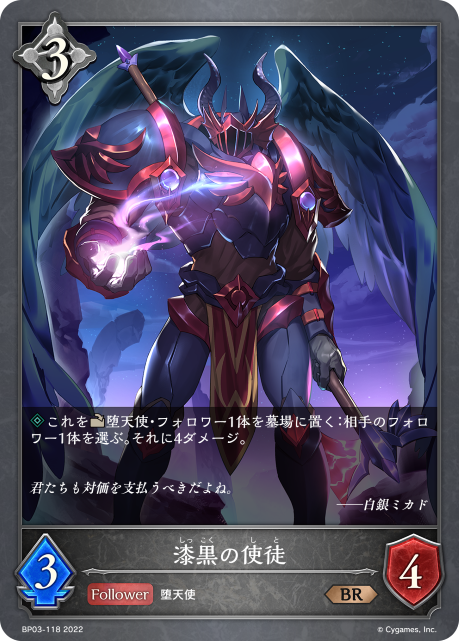 3
これを堕天使・フォロワー1体を墓場に置く：相手のフォロ
ワー1体を選ぶ。それに4ダメージ。
君たちも対価を支払うべきだよね。
──白銀ミカド
しっこく しと
漆黒の使徒
3
Follower 堕天使
BR
4
BP03-118 2022
© Cygames, Inc.